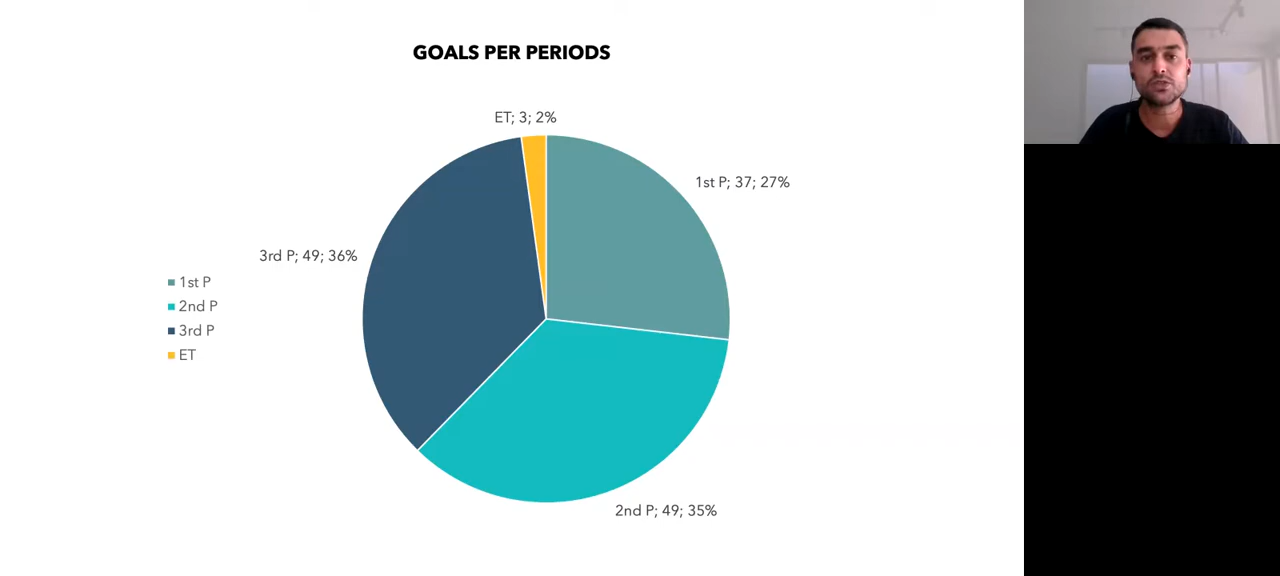 GOALS PER PERIODS
ET; 3; 2%
1st P; 37; 27%
3rd P; 49; 36%
1st P
2nd P
3rd P
ET
2nd P; 49; 35%